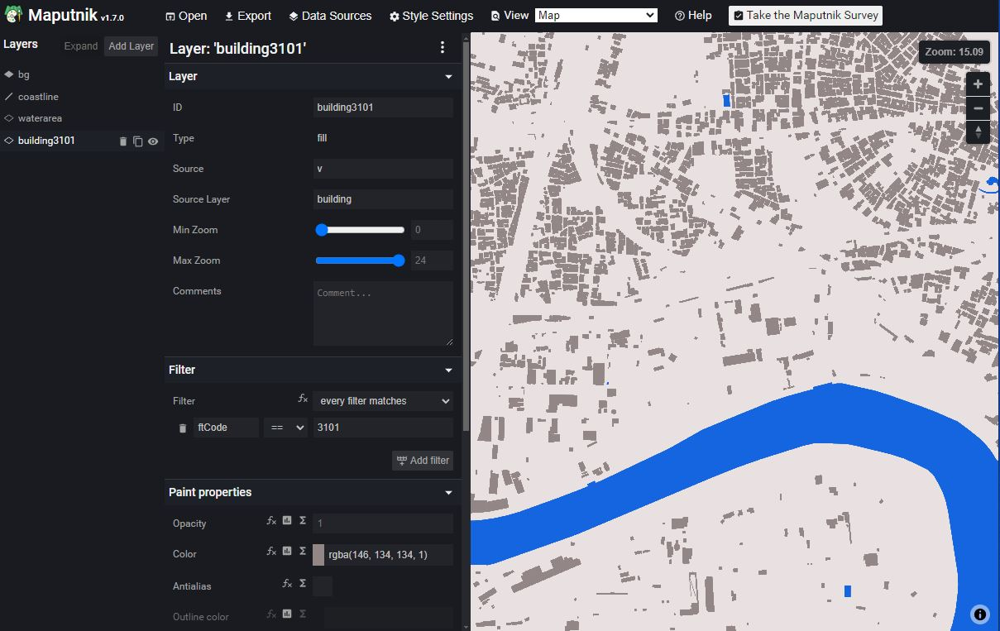 Maputnik v1.7.0
Open
Export
Data Sources
Style Settings
View
Map
Help
Take the Maputnik Survey
Layers
Expand
Add Layer
bg
coastline
waterarea
building3101
Layer: 'building3101'
Layer
ID
building3101
Type
fill
Source
v
Source Layer
building
Min Zoom
0
Max Zoom
24
Comments
Comment...
Filter
Filter
every filter matches
ftCode
==
3101
Add filter
Paint properties
Opacity
1
Color
rgba(146, 134, 134, 1)
Antialias
Outline color
Zoom: 15.09